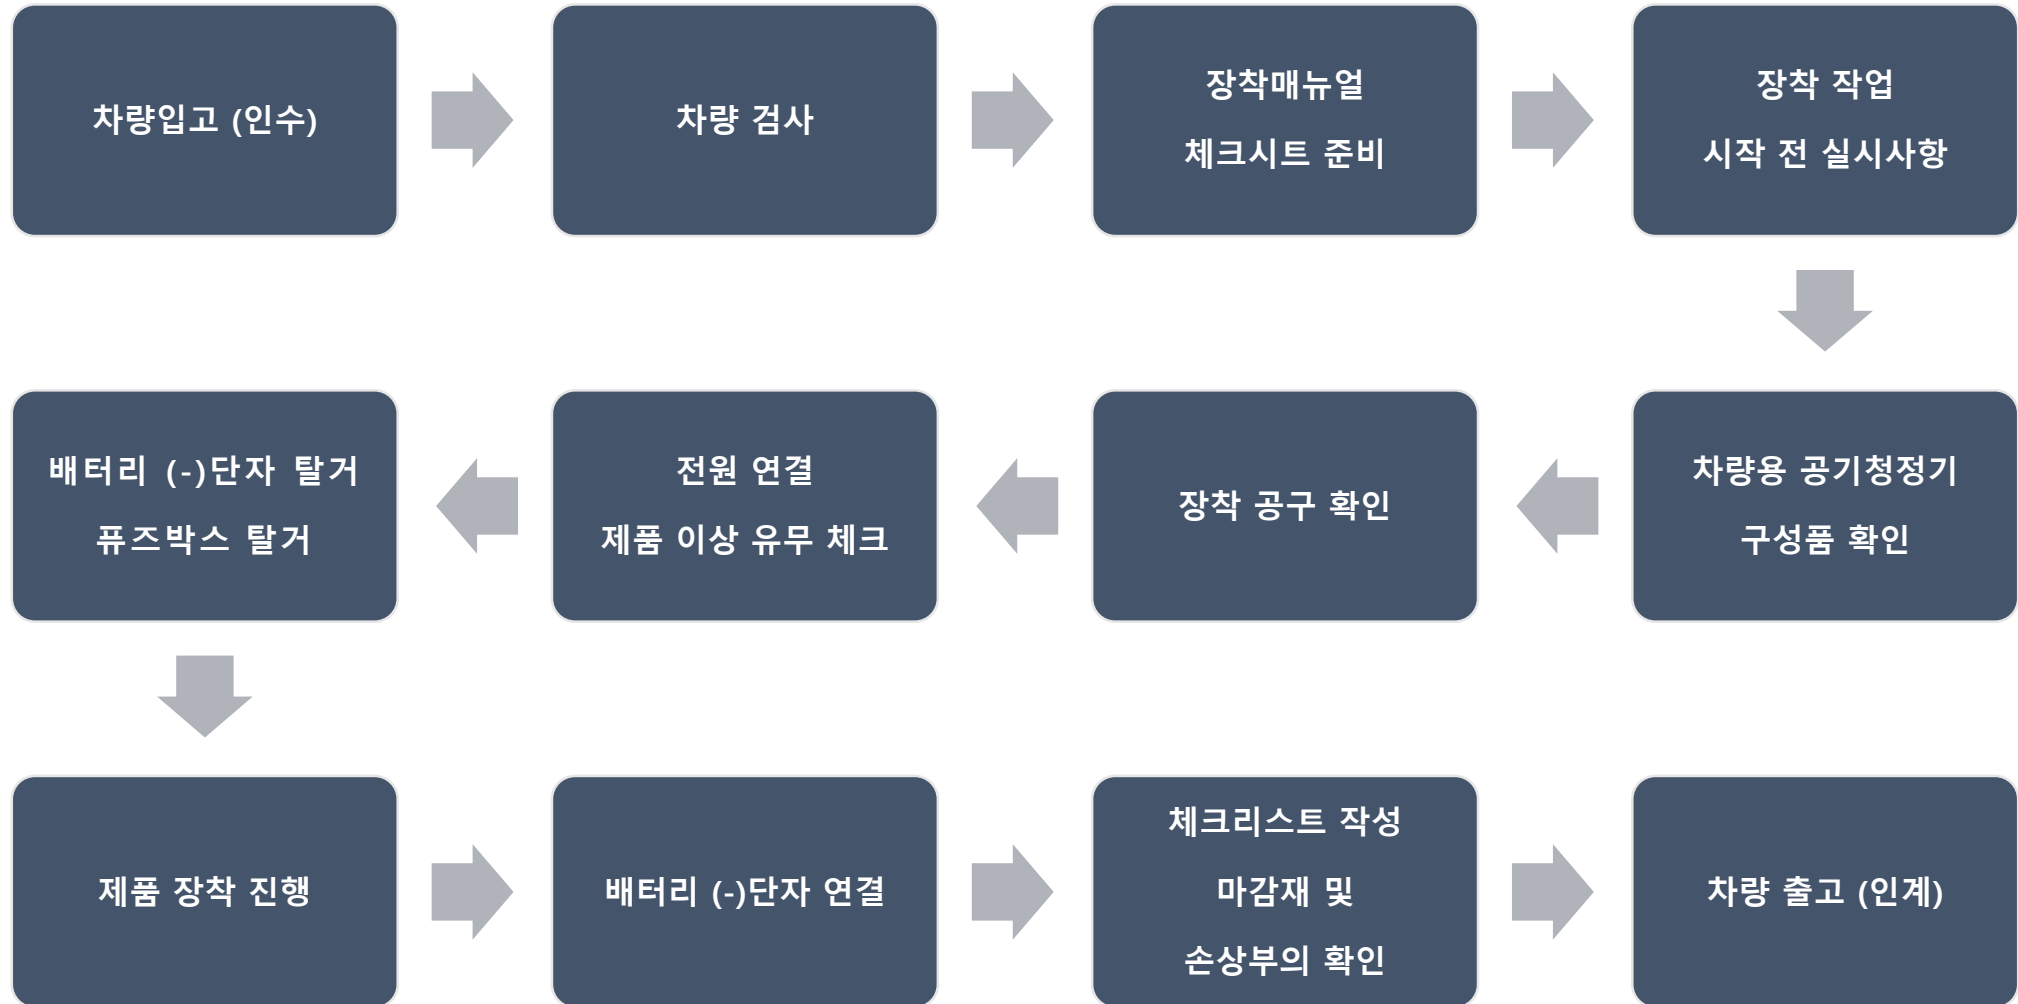 차량입고 (인수)
차량 검사
장착매뉴얼
체크시트 준비
장착 작업
시작 전 실시사항
차량용 공기청정기
구성품 확인
장착 공구 확인
전원 연결
제품 이상 유무 체크
배터리 (-)단자 탈거
퓨즈박스 탈거
제품 장착 진행
배터리 (-)단자 연결
체크리스트 작성
마감재 및
손상부의 확인
차량 출고 (인계)